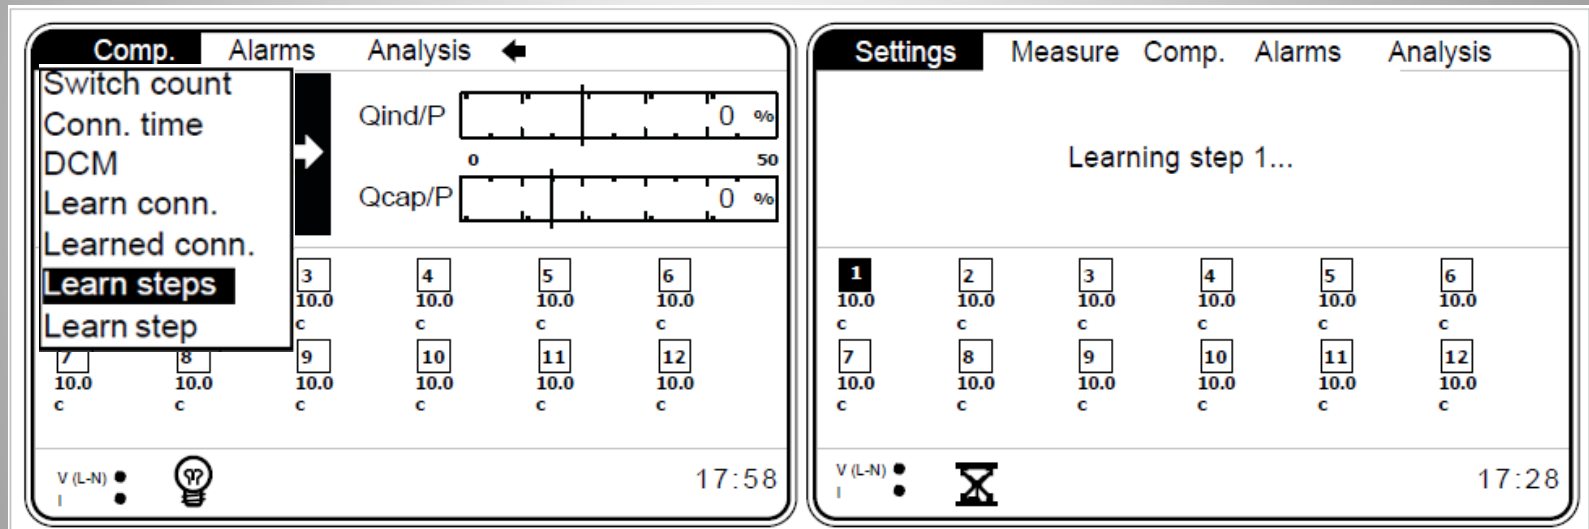 Comp. Alarms Analysis
Switch count
Conn. time
DCM
Learn conn.
Learned conn.
Learn steps
Learn step
Qind/P 0 %
0 50
Qcap/P 0 %
3 4 5 6
10.0 10.0 10.0 10.0
c c c c
7 8 9 10 11 12
10.0 10.0 10.0 10.0 10.0 10.0
c c c c c c
V (L-N)
I
17:58
Settings Measure Comp. Alarms Analysis
Learning step 1...
1 2 3 4 5 6
10.0 10.0 10.0 10.0 10.0 10.0
c c c c c c
7 8 9 10 11 12
10.0 10.0 10.0 10.0 10.0 10.0
c c c c c c
V (L-N)
I
17:28